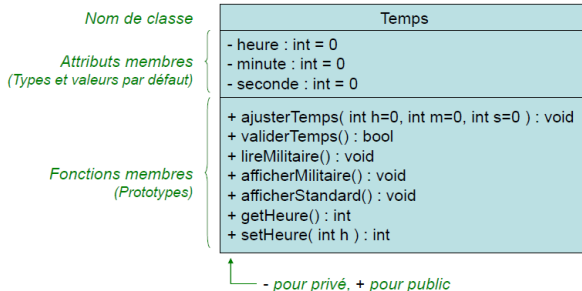 Nom de classe
Temps
Attributs membres
(Types et valeurs par défaut)
- heure : int = 0
- minute : int = 0
- seconde : int = 0
Fonctions membres
(Prototypes)
+ ajusterTemps( int h=0, int m=0, int s=0 ) : void
+ validerTemps() : bool
+ lireMilitaire() : void
+ afficherMilitaire() : void
+ afficherStandard() : void
+ getHeure() : int
+ setHeure( int h ) : int
- pour privé, + pour public